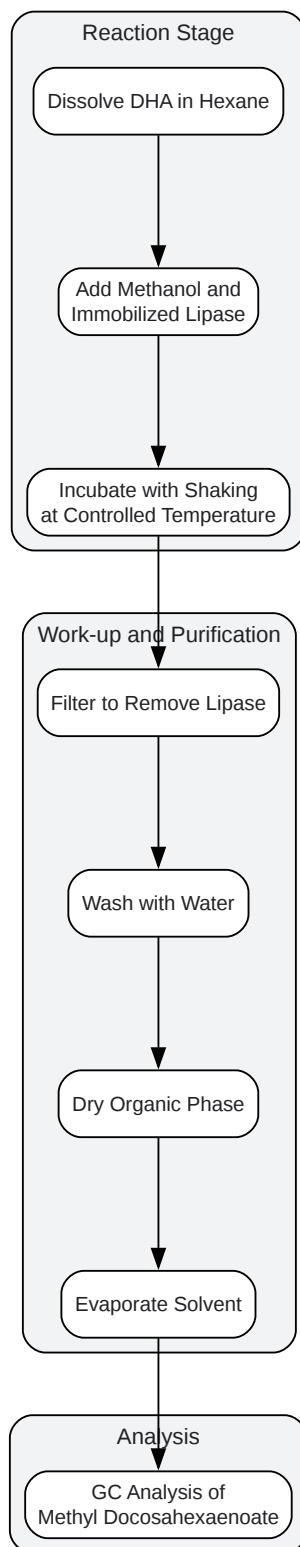 Reaction Stage
Dissolve DHA in Hexane
Add Methanol and
Immobilized Lipase
Incubate with Shaking
at Controlled Temperature
Work-up and Purification
Filter to Remove Lipase
Wash with Water
Dry Organic Phase
Evaporate Solvent
Analysis
GC Analysis of
Methyl Docosahexaenoate